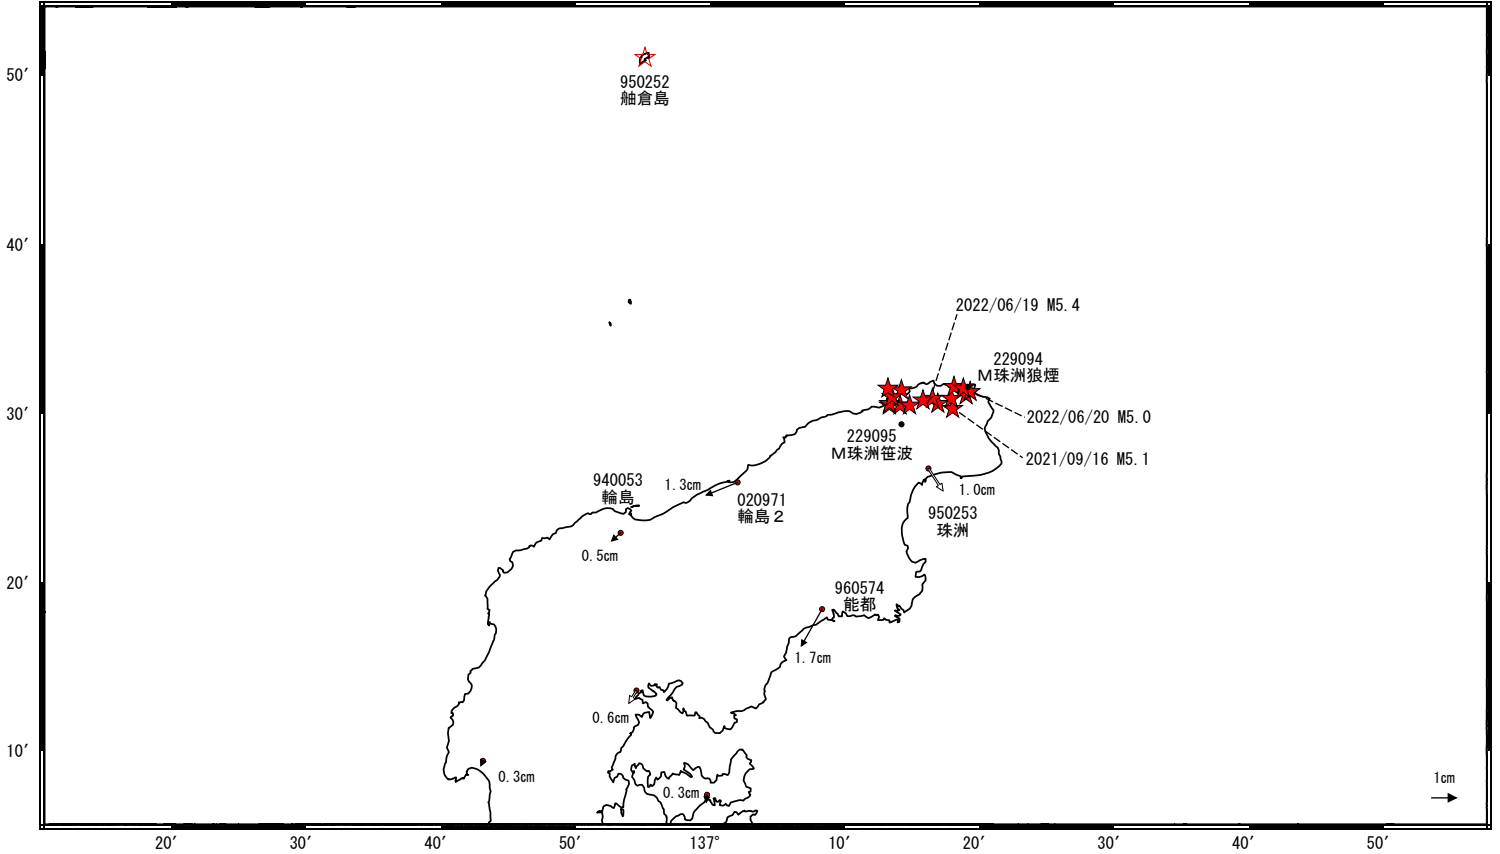 50′
950252
舳倉島
40′
2022/06/19 M5.4
229094
M珠洲狼煙
30′
2022/06/20 M5.0
229095
M珠洲笹波
2021/09/16 M5.1
940053
輪島
1.3cm
020971
輪島２
1.0cm
950253
珠洲
0.5cm
20′
960574
能都
1.7cm
0.6cm
10′
0.3cm
0.3cm
1cm
20′ 30′ 40′ 50′ 137° 10′ 20′ 30′ 40′ 50′